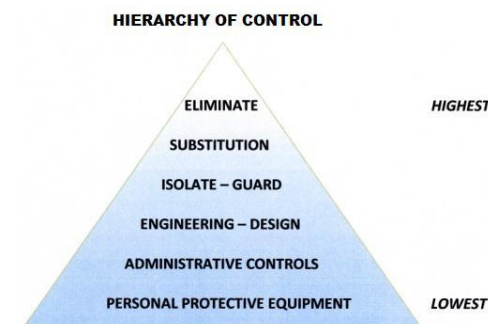 HIERARCHY OF CONTROL
ELIMINATE HIGHEST
SUBSTITUTION
ISOLATE – GUARD
ENGINEERING – DESIGN
ADMINISTRATIVE CONTROLS
PERSONAL PROTECTIVE EQUIPMENT LOWEST